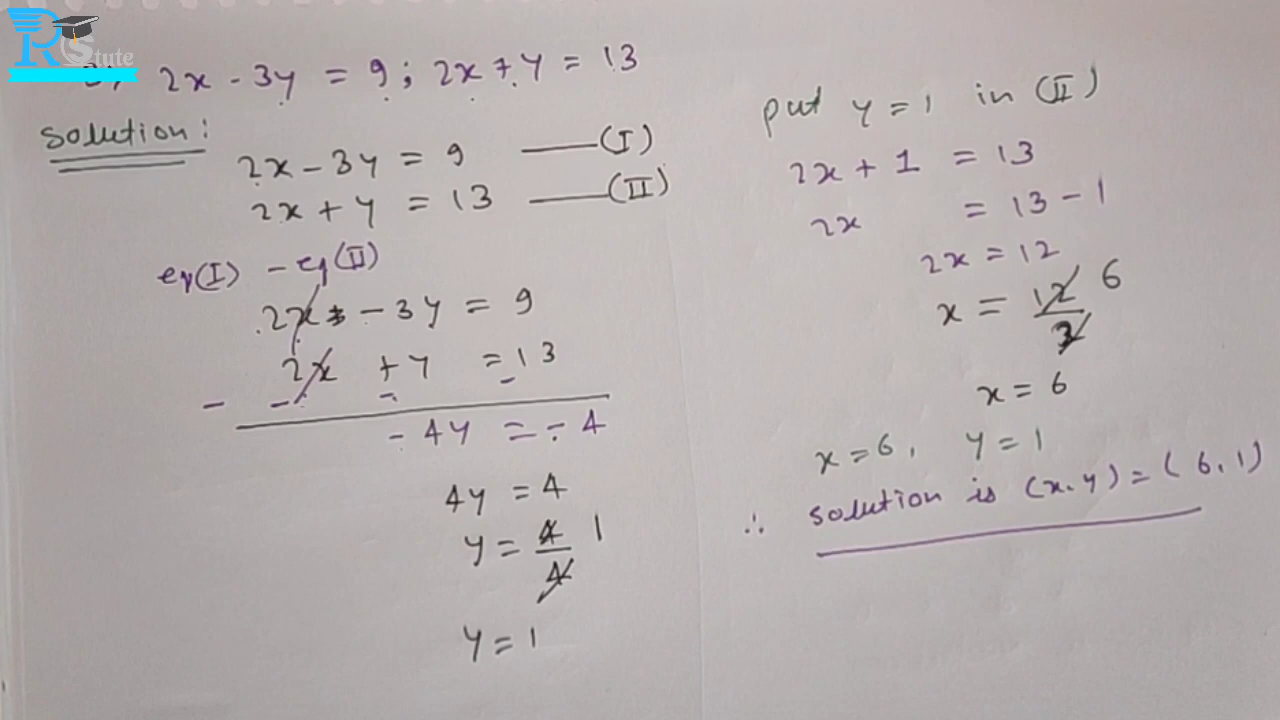 RiStute
2x - 3y = 9 ; 2x + y = 13
Solution :
2x - 3y = 9 —— (I)
2x + y = 13 —— (II)
eq(I) - eq(II)
2x - 3y = 9
2x + y = 13
- - - -
- 4y = - 4
4y = 4
y = 4/4 1
y = 1
put y = 1 in (II)
2x + 1 = 13
2x = 13 - 1
2x = 12
x = 12/2 6
x = 6
x = 6, y = 1
∴ solution is (x. y) = ( 6. 1)